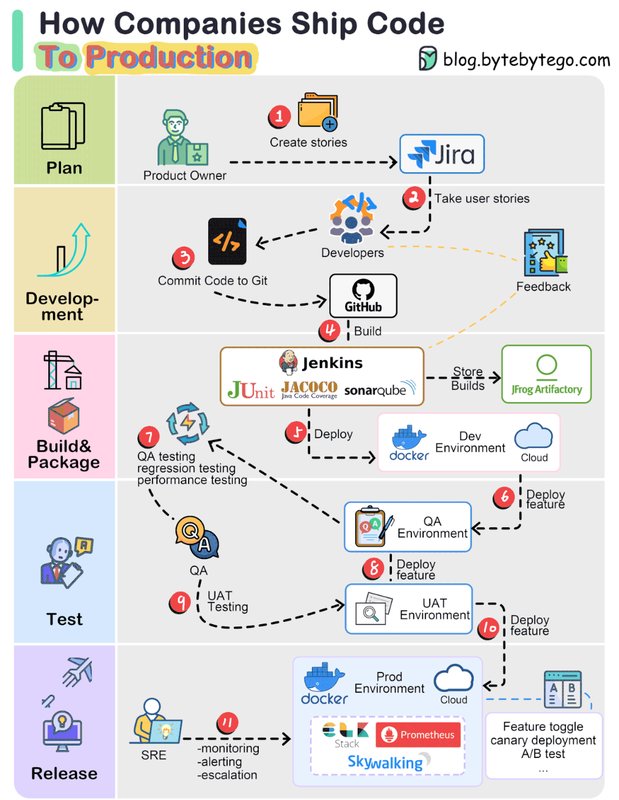 How Companies Ship Code
To Production
blog.bytebytego.com
Plan
Product Owner
1
Create stories
Jira
2
Take user stories
Develop-
ment
3
Commit Code to Git
Developers
GitHub
Feedback
4
Build
Build&
Package
Jenkins
JUnit
JACOCO
Java Code Coverage
sonarqube
Store
Builds
JFrog Artifactory
5
Deploy
docker
Dev
Environment
Cloud
7
QA testing
regression testing
performance testing
6
Deploy
feature
Test
Q
A
QA
Q A
QA
Environment
8
Deploy
feature
9
UAT
Testing
UAT
Environment
10
Deploy
feature
Release
SRE
11
-monitoring
-alerting
-escalation
docker
Prod
Environment
Cloud
ELK
Stack
Prometheus
Skywalking
A B
Feature toggle
canary deployment
A/B test
...